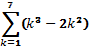 7
∑(k³ − 2k²)
k=1